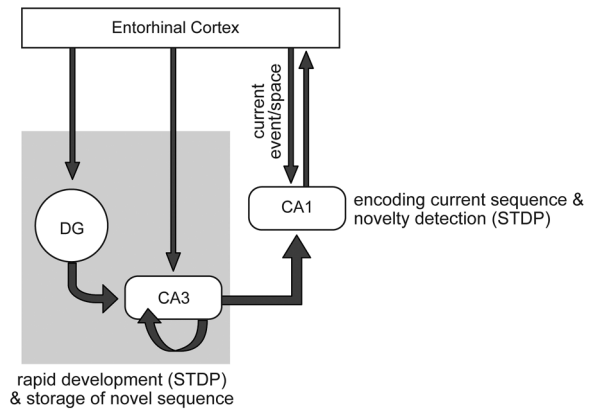 Entorhinal Cortex
current
event/space
DG
CA1
encoding current sequence &
novelty detection (STDP)
CA3
rapid development (STDP)
& storage of novel sequence